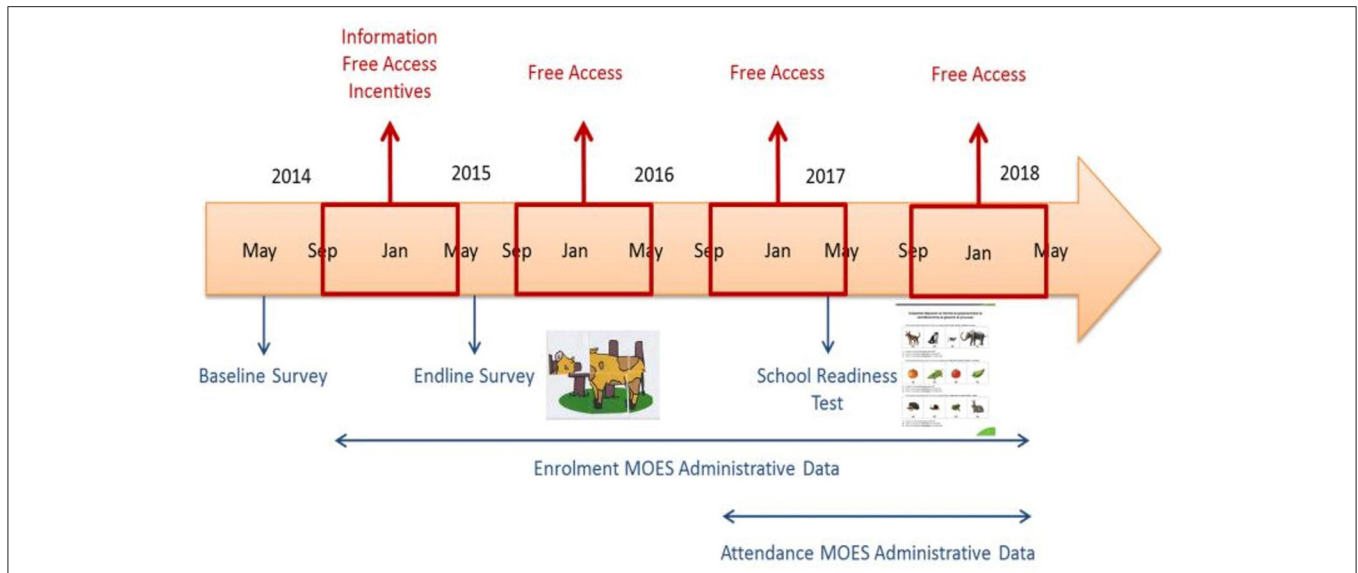 Information
Free Access
Incentives
Free Access
Free Access
Free Access
2014
2015
2016
2017
2018
May
Sep
Jan
May
Sep
Jan
May
Sep
Jan
May
Sep
Jan
May
Baseline Survey
Endline Survey
School Readiness
Test
Enrolment MOES Administrative Data
Attendance MOES Administrative Data